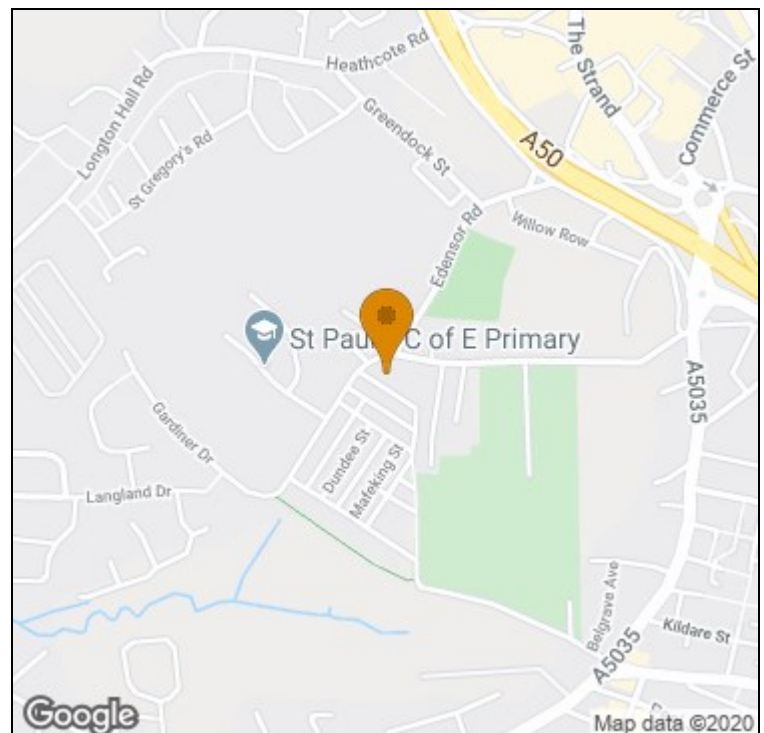 Heathcote Rd
The Strand
Commerce St
Longton Hall Rd
St Gregory's Rd
Greendock St
A50
Edensor Rd
Willow Row
St Paul C of E Primary
A5035
Gardiner Dr
Dundee St
Mafeking St
Langland Dr
Belgrave Ave
Kildare St
A5035
Google
Map data ©2020